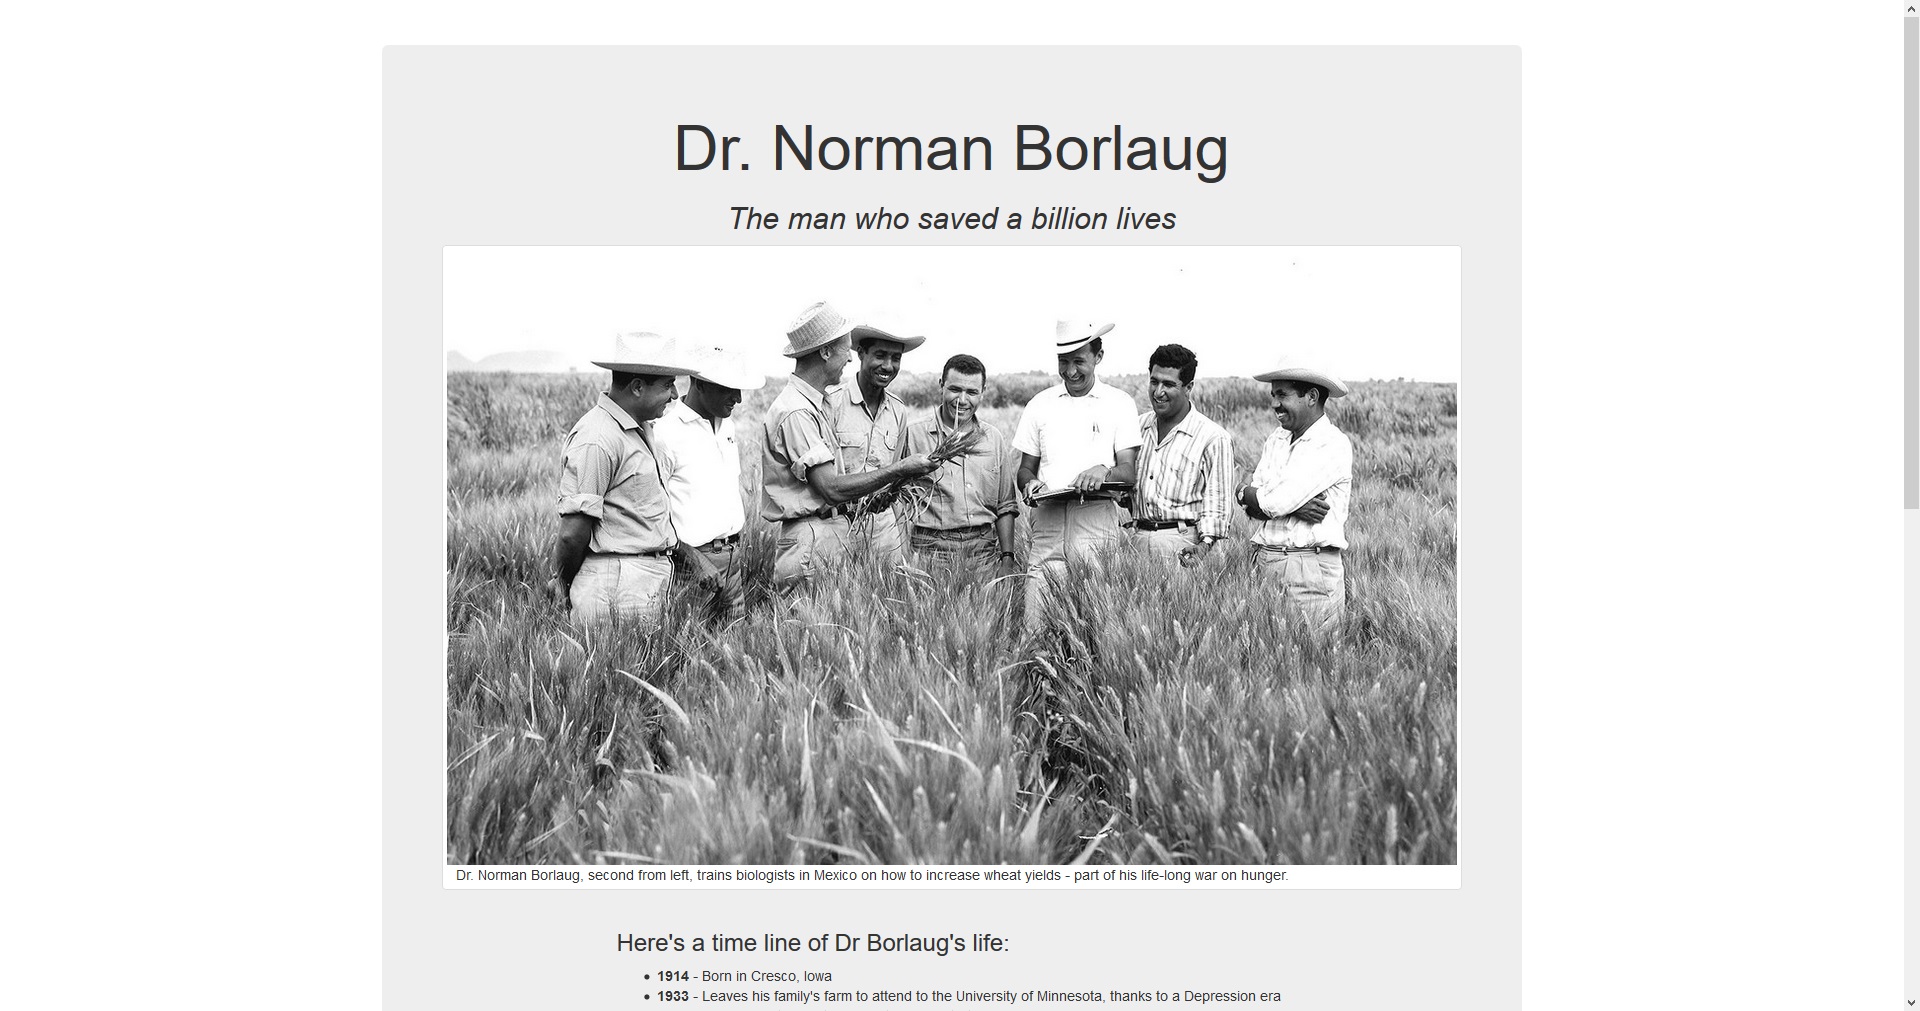 Dr. Norman Borlaug
The man who saved a billion lives
Dr. Norman Borlaug, second from left, trains biologists in Mexico on how to increase wheat yields - part of his life-long war on hunger.
Here's a time line of Dr Borlaug's life:
• 1914 - Born in Cresco, Iowa
• 1933 - Leaves his family's farm to attend to the University of Minnesota, thanks to a Depression era